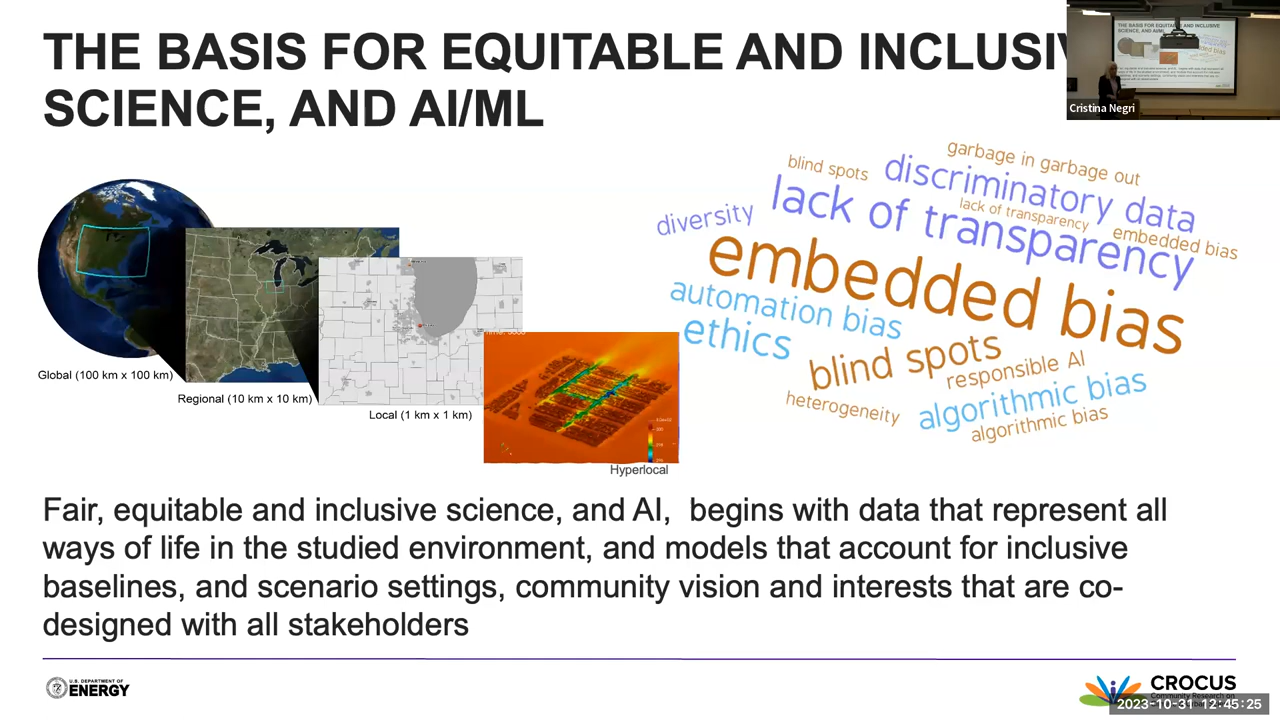 THE BASIS FOR EQUITABLE AND INCLUSIV
SCIENCE, AND AI/ML
Cristina Negri
garbage in garbage out
blind spots
discriminatory data
lack of transparency
lack of transparency
diversity
embedded bias
embedded bias
automation bias
ethics
blind spots
responsible AI
heterogeneity
algorithmic bias
algorithmic bias
Global (100 km x 100 km)
Regional (10 km x 10 km)
Local (1 km x 1 km)
Hyperlocal
Fair, equitable and inclusive science, and AI, begins with data that represent all
ways of life in the studied environment, and models that account for inclusive
baselines, and scenario settings, community vision and interests that are co-
designed with all stakeholders
U.S. DEPARTMENT OF
ENERGY
CROCUS
Community Research on
2023-10-31 12:45:25